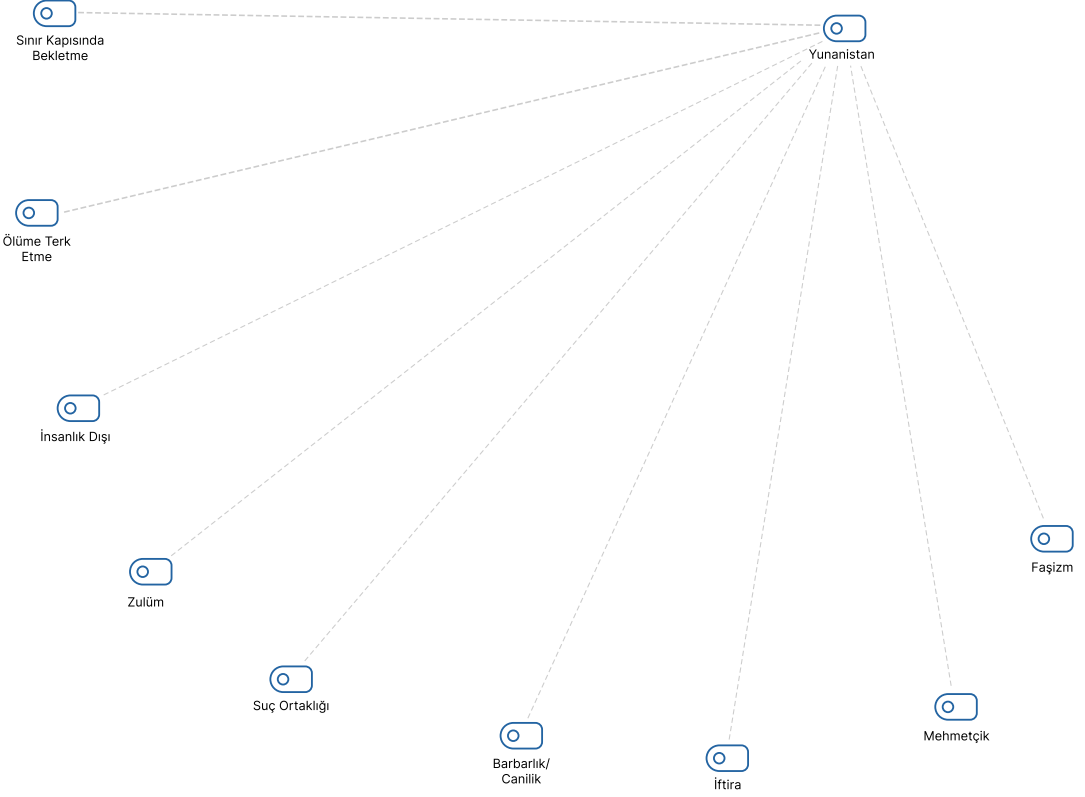 Sınır Kapısında
Bekletme
Yunanistan
Ölüme Terk
Etme
İnsanlık Dışı
Zulüm
Suç Ortaklığı
Barbarlık/
Canilik
İftira
Mehmetçik
Faşizm